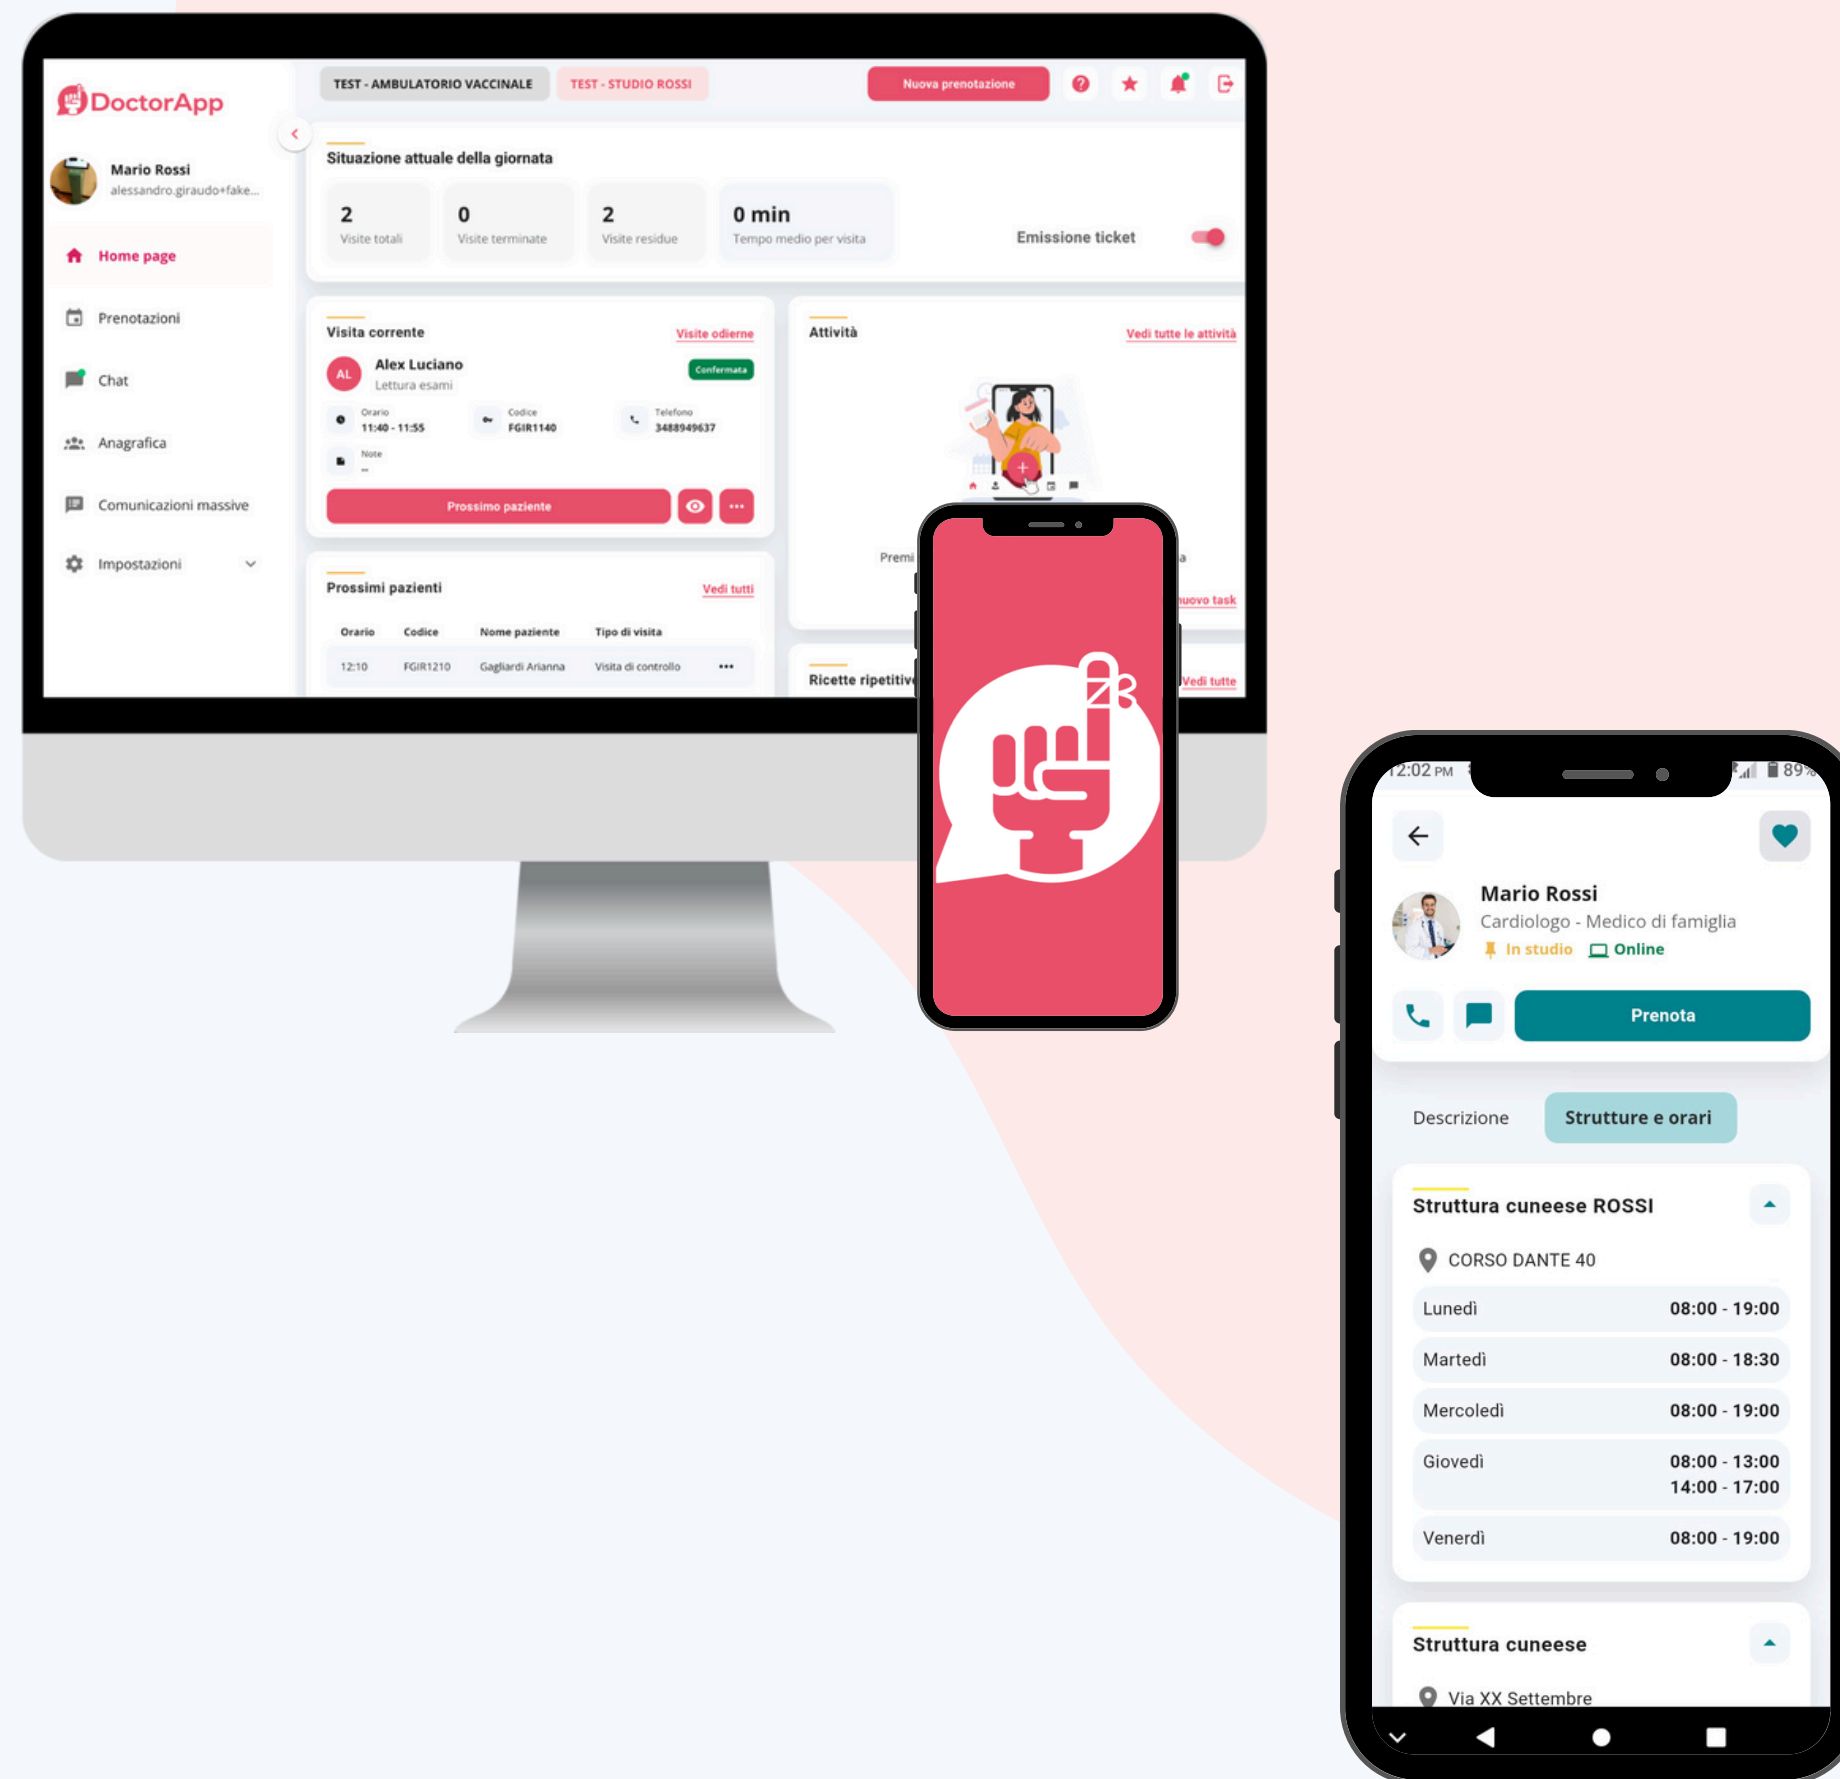 DoctorApp
TEST - AMBULATORIO VACCINALE
TEST - STUDIO ROSSI
Nuova prenotazione
Mario Rossi
alessandro.giraudo+fake...
Home page
Prenotazioni
Chat
Anagrafica
Comunicazioni massive
Impostazioni
Situazione attuale della giornata
2
Visite totali
0
Visite terminate
2
Visite residue
0 min
Tempo medio per visita
Emissione ticket
Visita corrente
Visite odierne
AL
Alex Luciano
Lettura esami
Confermata
Orario
11:40 - 11:55
Codice
FGIR1140
Telefono
3488949637
Note
--
Prossimo paziente
Prossimi pazienti
Vedi tutti
Orario Codice Nome paziente Tipo di visita
12:10 FGIR1210 Gagliardi Arianna Visita di controllo
Attività
Vedi tutte le attività
Premi
a
nuovo task
Ricette ripetitive
Vedi tutte
12:02 PM
89%
Mario Rossi
Cardiologo - Medico di famiglia
In studio Online
Prenota
Descrizione
Strutture e orari
Struttura cuneese ROSSI
CORSO DANTE 40
Lunedì 08:00 - 19:00
Martedì 08:00 - 18:30
Mercoledì 08:00 - 19:00
Giovedì 08:00 - 13:00
14:00 - 17:00
Venerdì 08:00 - 19:00
Struttura cuneese
Via XX Settembre